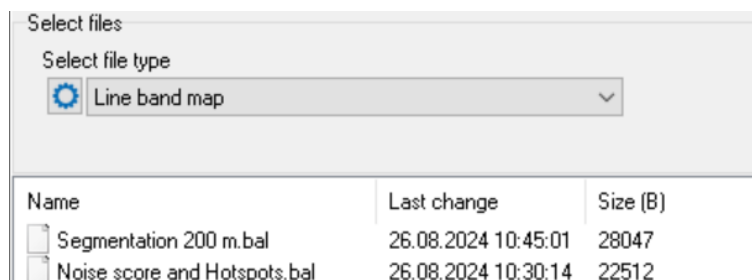 Select files
Select file type
Line band map
Name Last change Size (B)
Segmentation 200 m.bal 26.08.2024 10:45:01 28047
Noise score and Hotspots.bal 26.08.2024 10:30:14 22512